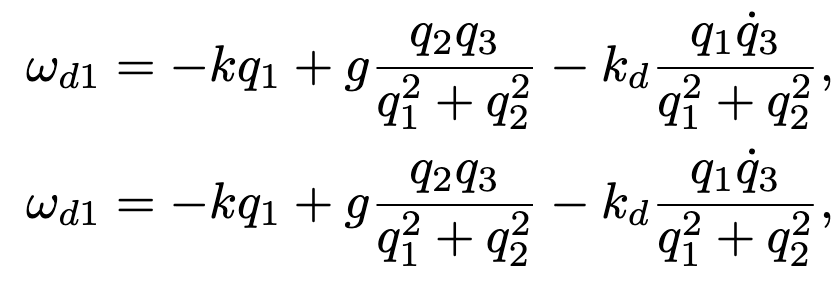 ω_{d1} = -kq_1 + g\frac{q_2 q_3}{q_1^2 + q_2^2} - k_d\frac{q_1 \dot{q}_3}{q_1^2 + q_2^2},
ω_{d1} = -kq_1 + g\frac{q_2 q_3}{q_1^2 + q_2^2} - k_d\frac{q_1 \dot{q}_3}{q_1^2 + q_2^2},